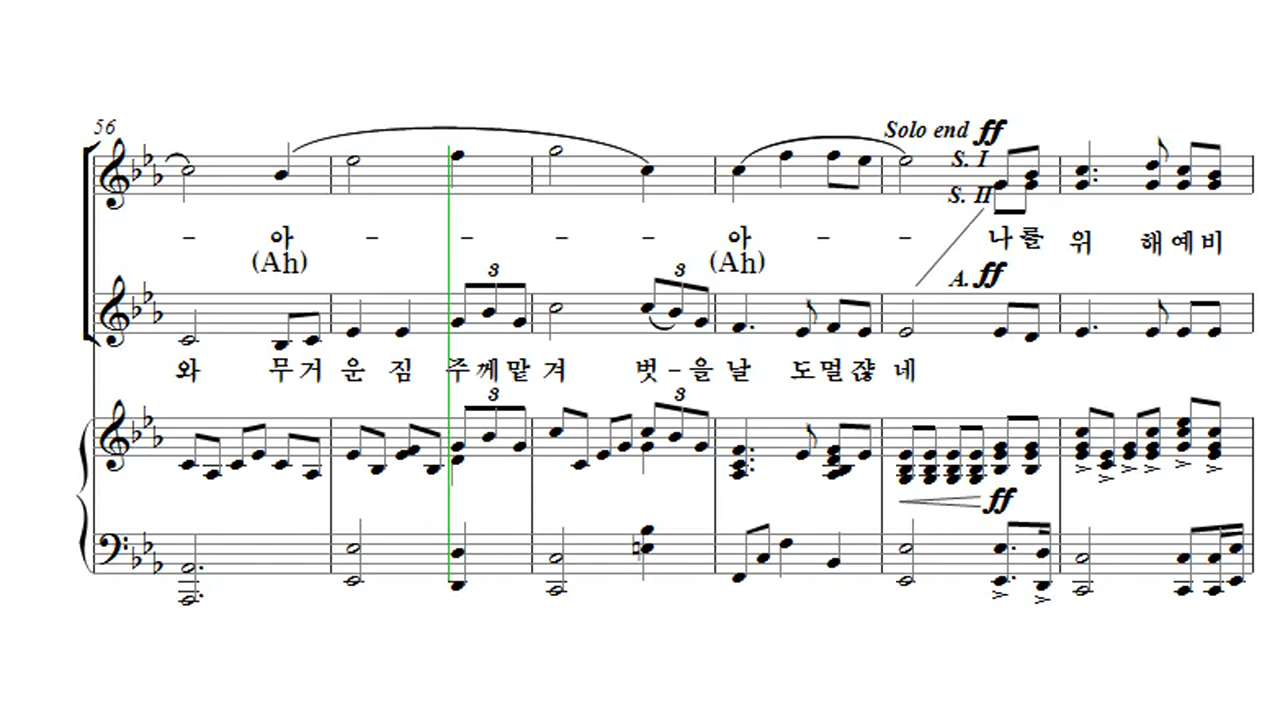 56
Solo end ff
S. I
S. II
- 아 - - - - 아 - - 나를 위 해예비
(Ah) (Ah)
A. ff
3 3
와 무거 운 짐 주께맡 겨 벗-을 날 도멀잖 네
3 3
ff